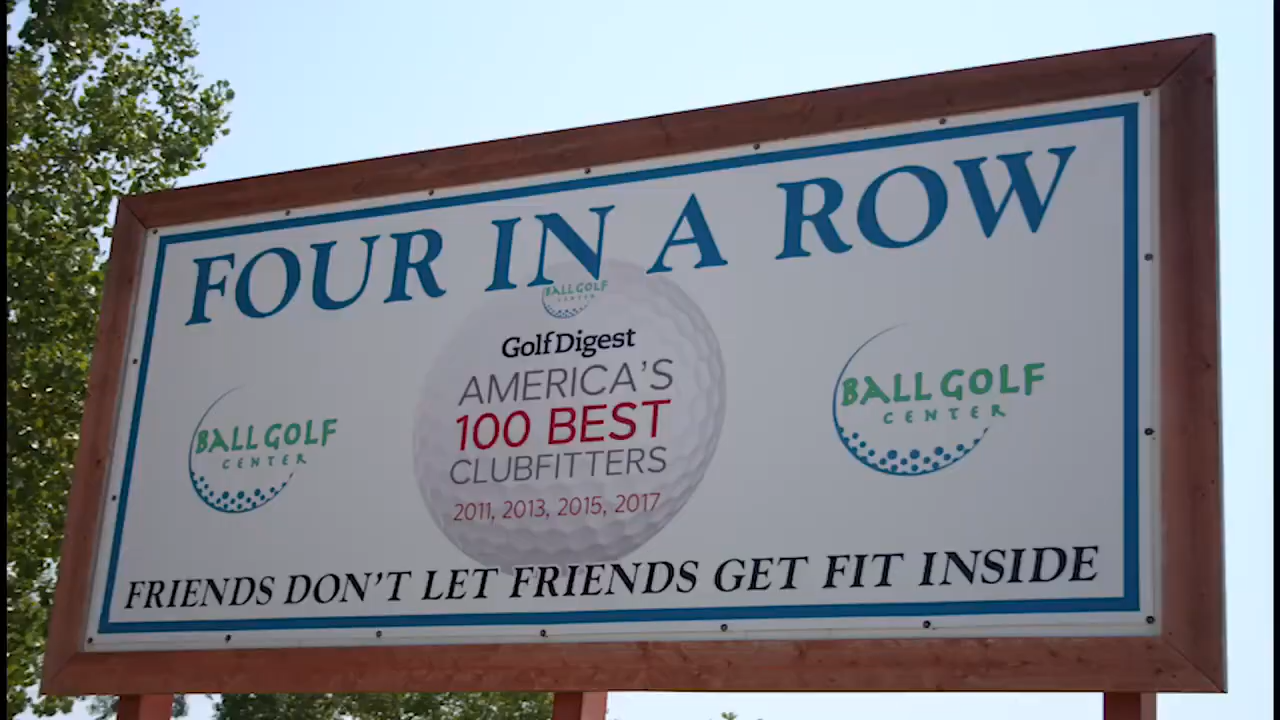 FOUR IN A ROW
BALL GOLF
CENTER
Golf Digest
AMERICA'S
100 BEST
CLUBFITTERS
2011, 2013, 2015, 2017
BALL GOLF
CENTER
BALL GOLF
CENTER
FRIENDS DON'T LET FRIENDS GET FIT INSIDE